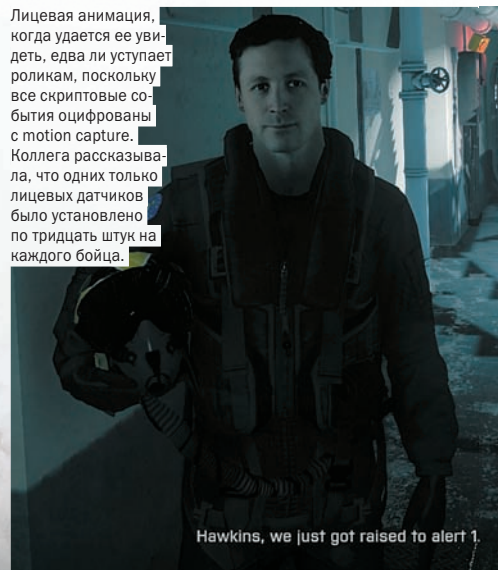 Лицевая анимация,
когда удается ее уви-
деть, едва ли уступает
роликам, поскольку
все скриптовые со-
бытия оцифрованы
с motion capture.
Коллега рассказыва-
ла, что одних только
лицевых датчиков
было установлено
по тридцать штук на
каждого бойца.
Hawkins, we just got raised to alert 1.